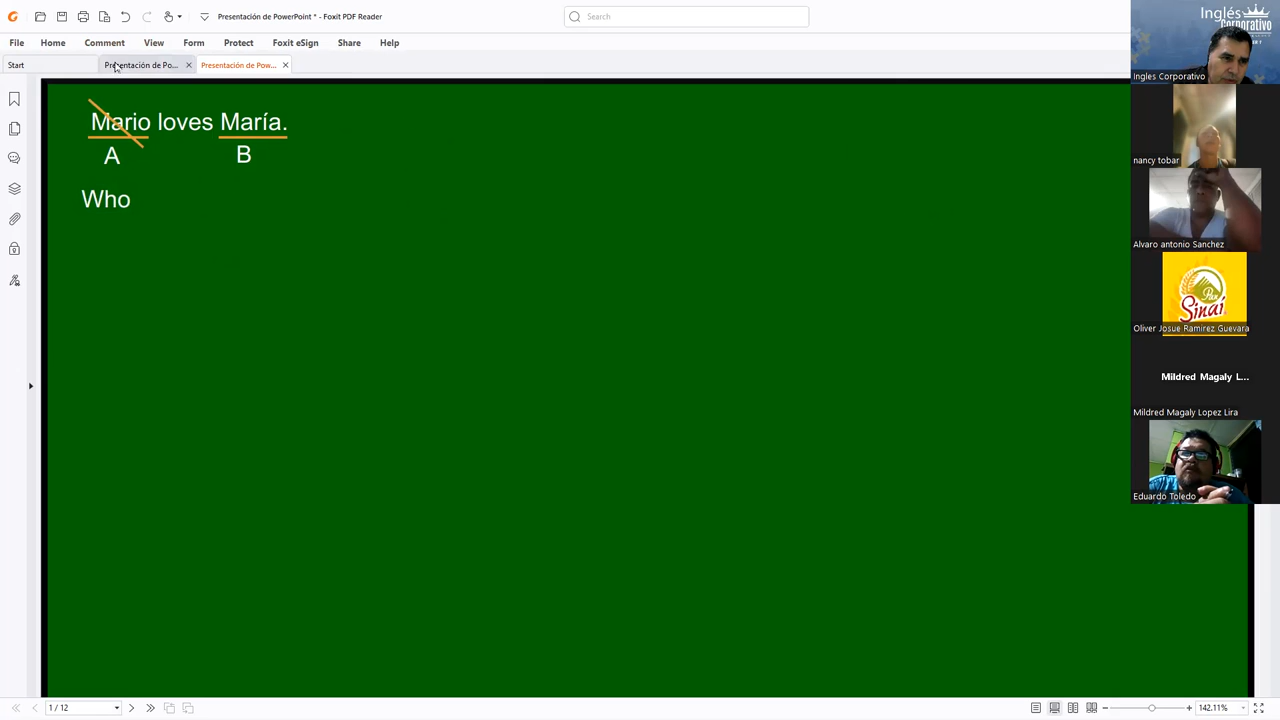 Presentación de PowerPoint * - Foxit PDF Reader
Search
File Home Comment View Form Protect Foxit eSign Share Help
Start
Presentación de Po...
Presentación de Pow...
Mario loves María.
A B
Who
1 / 12
142.11%
Inglés
Corporativo
Ingles Corporativo
nancy tobar
Alvaro antonio Sanchez
Pan
Sinaí
Oliver Josue Ramirez Guevara
Mildred Magaly L...
Mildred Magaly Lopez Lira
Eduardo Toledo